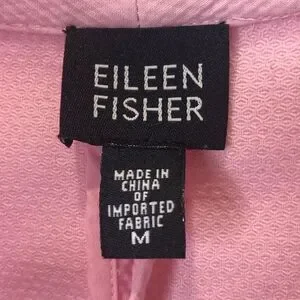 EILEEN
FISHER
MADE IN
CHINA
OF
IMPORTED
FABRIC
M